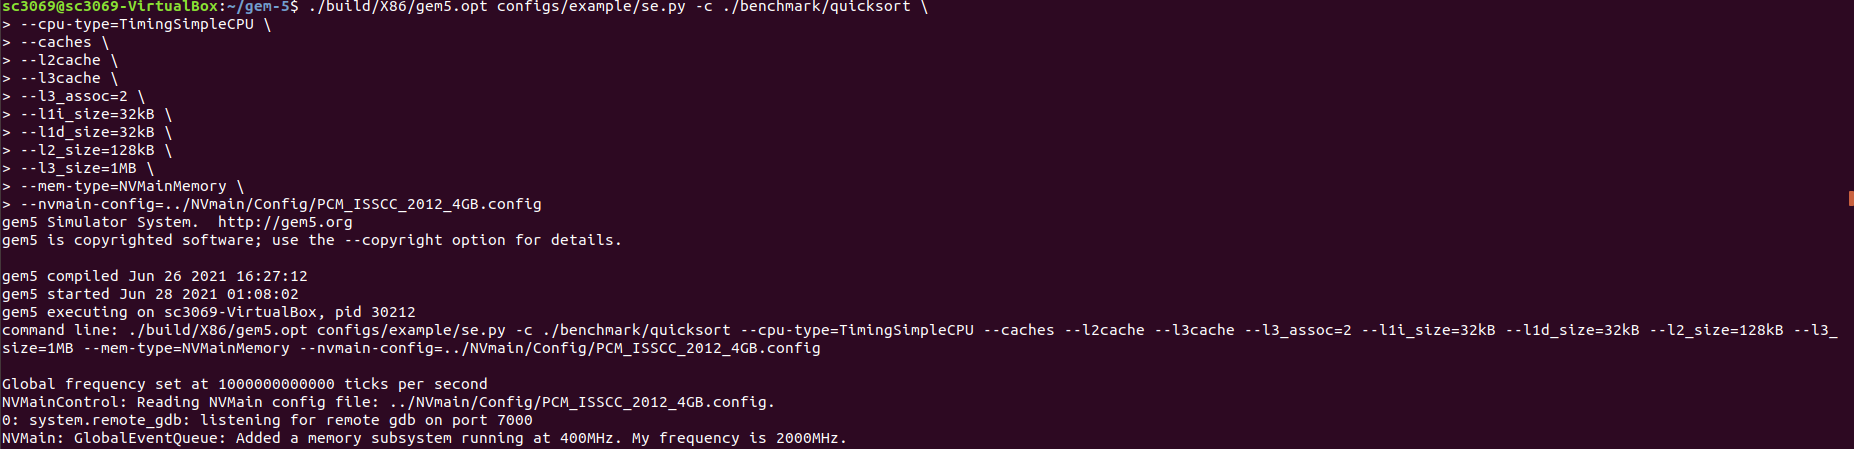 sc3069@sc3069-VirtualBox:~/gem-5$ ./build/X86/gem5.opt configs/example/se.py -c ./benchmark/quicksort \
> --cpu-type=TimingSimpleCPU \
> --caches \
> --l2cache \
> --l3cache \
> --l3_assoc=2 \
> --l1i_size=32kB \
> --l1d_size=32kB \
> --l2_size=128kB \
> --l3_size=1MB \
> --mem-type=NVMainMemory \
> --nvmain-config=../NVmain/Config/PCM_ISSCC_2012_4GB.config
gem5 Simulator System.  http://gem5.org
gem5 is copyrighted software; use the --copyright option for details.

gem5 compiled Jun 26 2021 16:27:12
gem5 started Jun 28 2021 01:08:02
gem5 executing on sc3069-VirtualBox, pid 30212
command line: ./build/X86/gem5.opt configs/example/se.py -c ./benchmark/quicksort --cpu-type=TimingSimpleCPU --caches --l2cache --l3cache --l3_assoc=2 --l1i_size=32kB --l1d_size=32kB --l2_size=128kB --l3_
size=1MB --mem-type=NVMainMemory --nvmain-config=../NVmain/Config/PCM_ISSCC_2012_4GB.config

Global frequency set at 1000000000000 ticks per second
NVMainControl: Reading NVMain config file: ../NVmain/Config/PCM_ISSCC_2012_4GB.config.
0: system.remote_gdb: listening for remote gdb on port 7000
NVMain: GlobalEventQueue: Added a memory subsystem running at 400MHz. My frequency is 2000MHz.